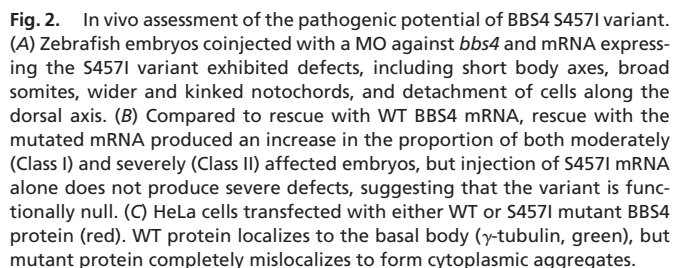 Fig. 2. In vivo assessment of the pathogenic potential of BBS4 S457I variant.
(A) Zebrafish embryos coinjected with a MO against bbs4 and mRNA express-
ing the S457I variant exhibited defects, including short body axes, broad
somites, wider and kinked notochords, and detachment of cells along the
dorsal axis. (B) Compared to rescue with WT BBS4 mRNA, rescue with the
mutated mRNA produced an increase in the proportion of both moderately
(Class I) and severely (Class II) affected embryos, but injection of S457I mRNA
alone does not produce severe defects, suggesting that the variant is func-
tionally null. (C) HeLa cells transfected with either WT or S457I mutant BBS4
protein (red). WT protein localizes to the basal body (γ-tubulin, green), but
mutant protein completely mislocalizes to form cytoplasmic aggregates.